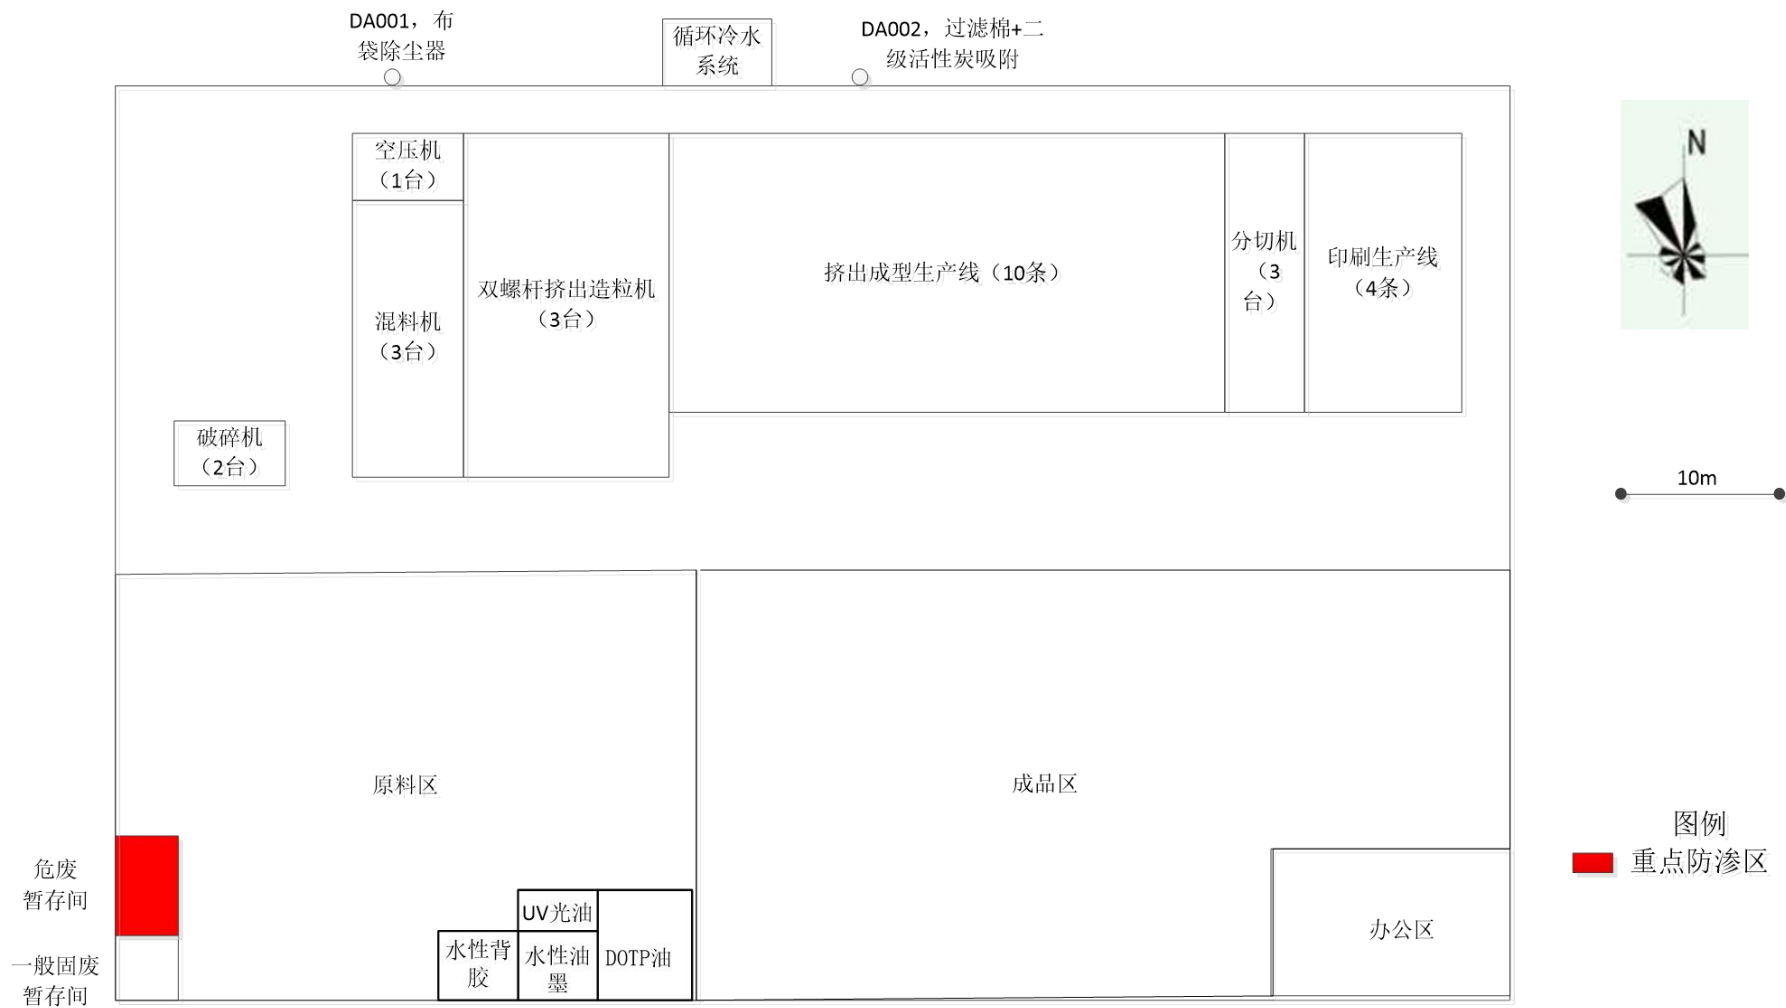 DA001，布
袋除尘器
循环冷水
系统
DA002，过滤棉+二
级活性炭吸附
N
空压机
（1台）
混料机
（3台）
双螺杆挤出造粒机
（3台）
挤出成型生产线（10条）
分切机
（3
台）
印刷生产线
（4条）
破碎机
（2台）
10m
原料区
成品区
图例
重点防渗区
危废
暂存间
一般固废
暂存间
UV光油
水性背
胶
水性油
墨
DOTP油
办公区